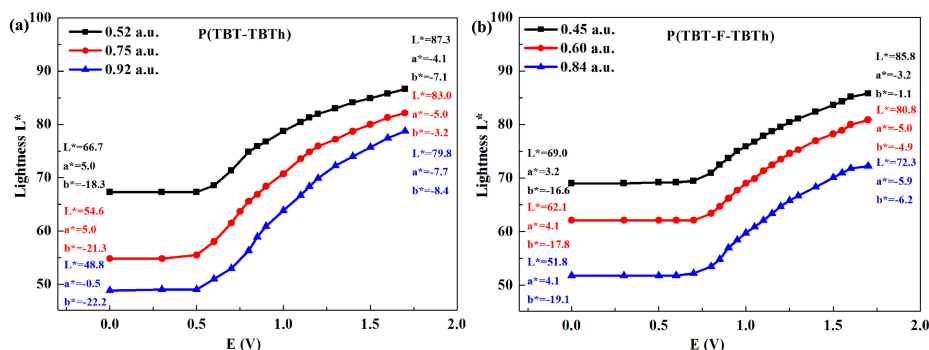 (a)
0.52 a.u.
0.75 a.u.
0.92 a.u.
P(TBT-TBTh)
L*=87.3
a*=-4.1
b*=-7.1
L*=83.0
a*=-5.0
b*=-3.2
L*=79.8
a*=-7.7
b*=-8.4
L*=66.7
a*=5.0
b*=-18.3
L*=54.6
a*=5.0
b*=-21.3
L*=48.8
a*=-0.5
b*=-22.2
100
90
80
70
60
50
Lightness L*
0.0 0.5 1.0 1.5 2.0
E (V)
(b)
0.45 a.u.
0.60 a.u.
0.84 a.u.
P(TBT-F-TBTh)
L*=85.8
a*=-3.2
b*=-1.1
L*=80.8
a*=-5.0
b*=-4.9
L*=72.3
a*=-5.9
b*=-6.2
L*=69.0
a*=3.2
b*=-16.6
L*=62.1
a*=4.1
b*=-17.8
L*=51.8
a*=4.1
b*=-19.1
100
90
80
70
60
50
Lightness L*
0.0 0.5 1.0 1.5 2.0
E (V)